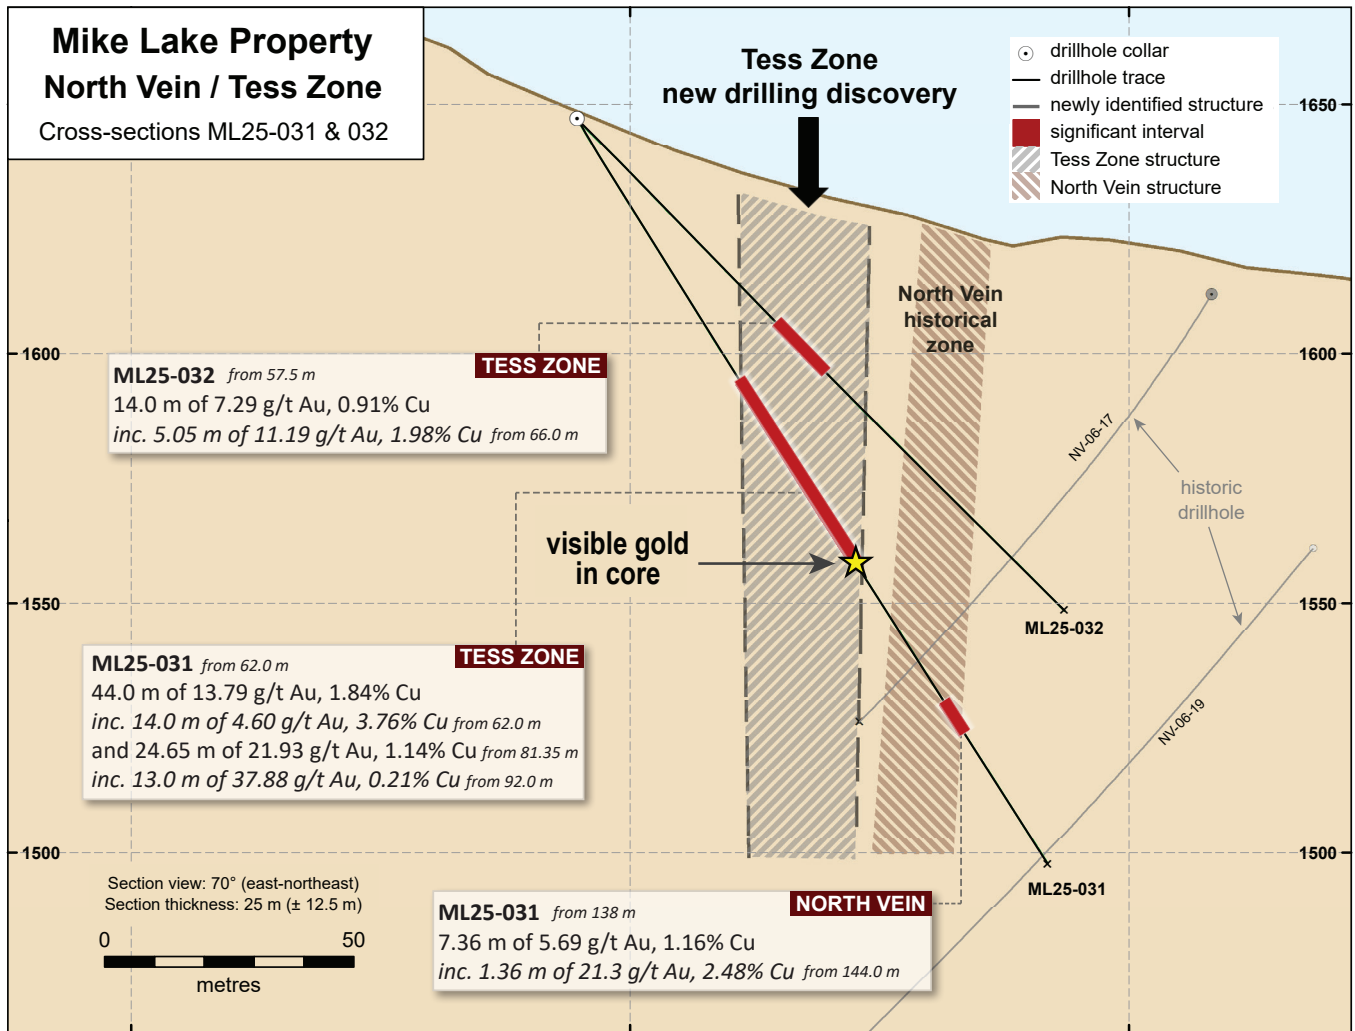 Mike Lake Property
North Vein / Tess Zone
Cross-sections ML25-031 & 032
Tess Zone
new drilling discovery
drillhole collar
drillhole trace
newly identified structure
significant interval
Tess Zone structure
North Vein structure
1650
North Vein
historical
zone
1600
1600
TESS ZONE
ML25-032 from 57.5 m
14.0 m of 7.29 g/t Au, 0.91% Cu
inc. 5.05 m of 11.19 g/t Au, 1.98% Cu from 66.0 m
NV-06-17
historic
drillhole
visible gold
in core
1550
1550
ML25-032
TESS ZONE
ML25-031 from 62.0 m
44.0 m of 13.79 g/t Au, 1.84% Cu
inc. 14.0 m of 4.60 g/t Au, 3.76% Cu from 62.0 m
and 24.65 m of 21.93 g/t Au, 1.14% Cu from 81.35 m
inc. 13.0 m of 37.88 g/t Au, 0.21% Cu from 92.0 m
NV-06-19
1500
1500
ML25-031
Section view: 70° (east-northeast)
Section thickness: 25 m (± 12.5 m)
0 50
metres
NORTH VEIN
ML25-031 from 138 m
7.36 m of 5.69 g/t Au, 1.16% Cu
inc. 1.36 m of 21.3 g/t Au, 2.48% Cu from 144.0 m